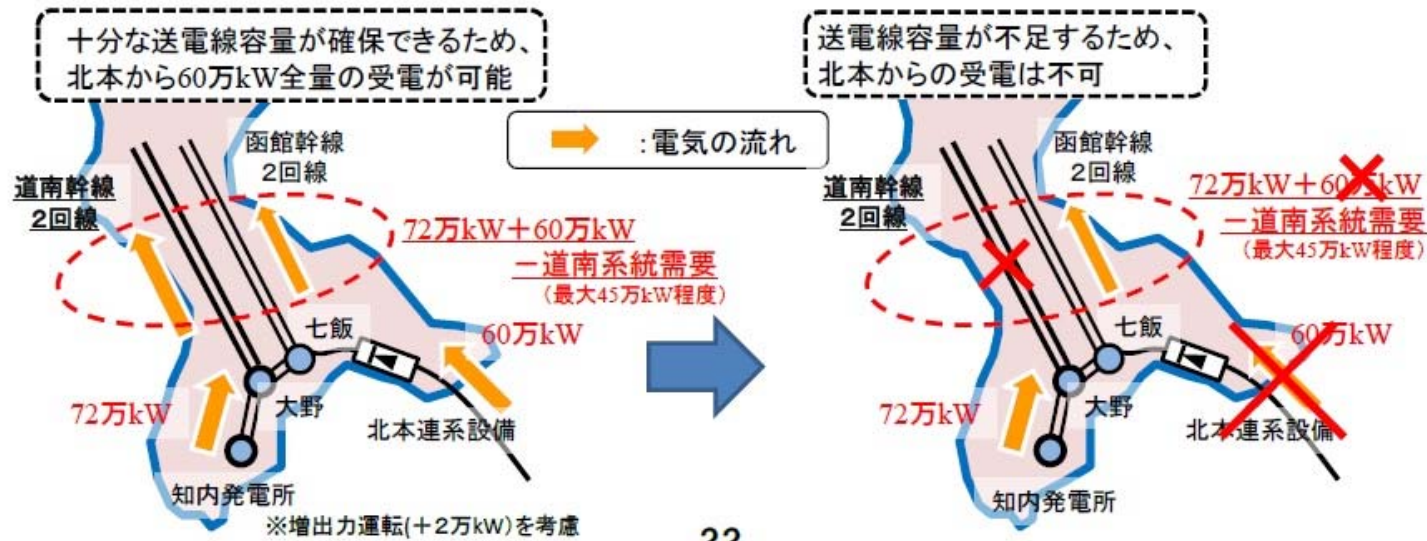 十分な送電線容量が確保できるため、
北本から60万kW全量の受電が可能
送電線容量が不足するため、
北本からの受電は不可
:電気の流れ
函館幹線
2回線
道南幹線
2回線
72万kW+60万kW
-道南系統需要
(最大45万kW程度)
60万kW
七飯
大野
72万kW
北本連系設備
知内発電所
※増出力運転(+2万kW)を考慮
函館幹線
2回線
道南幹線
2回線
72万kW+60万kW
-道南系統需要
(最大45万kW程度)
60万kW
七飯
大野
72万kW
北本連系設備
知内発電所
22